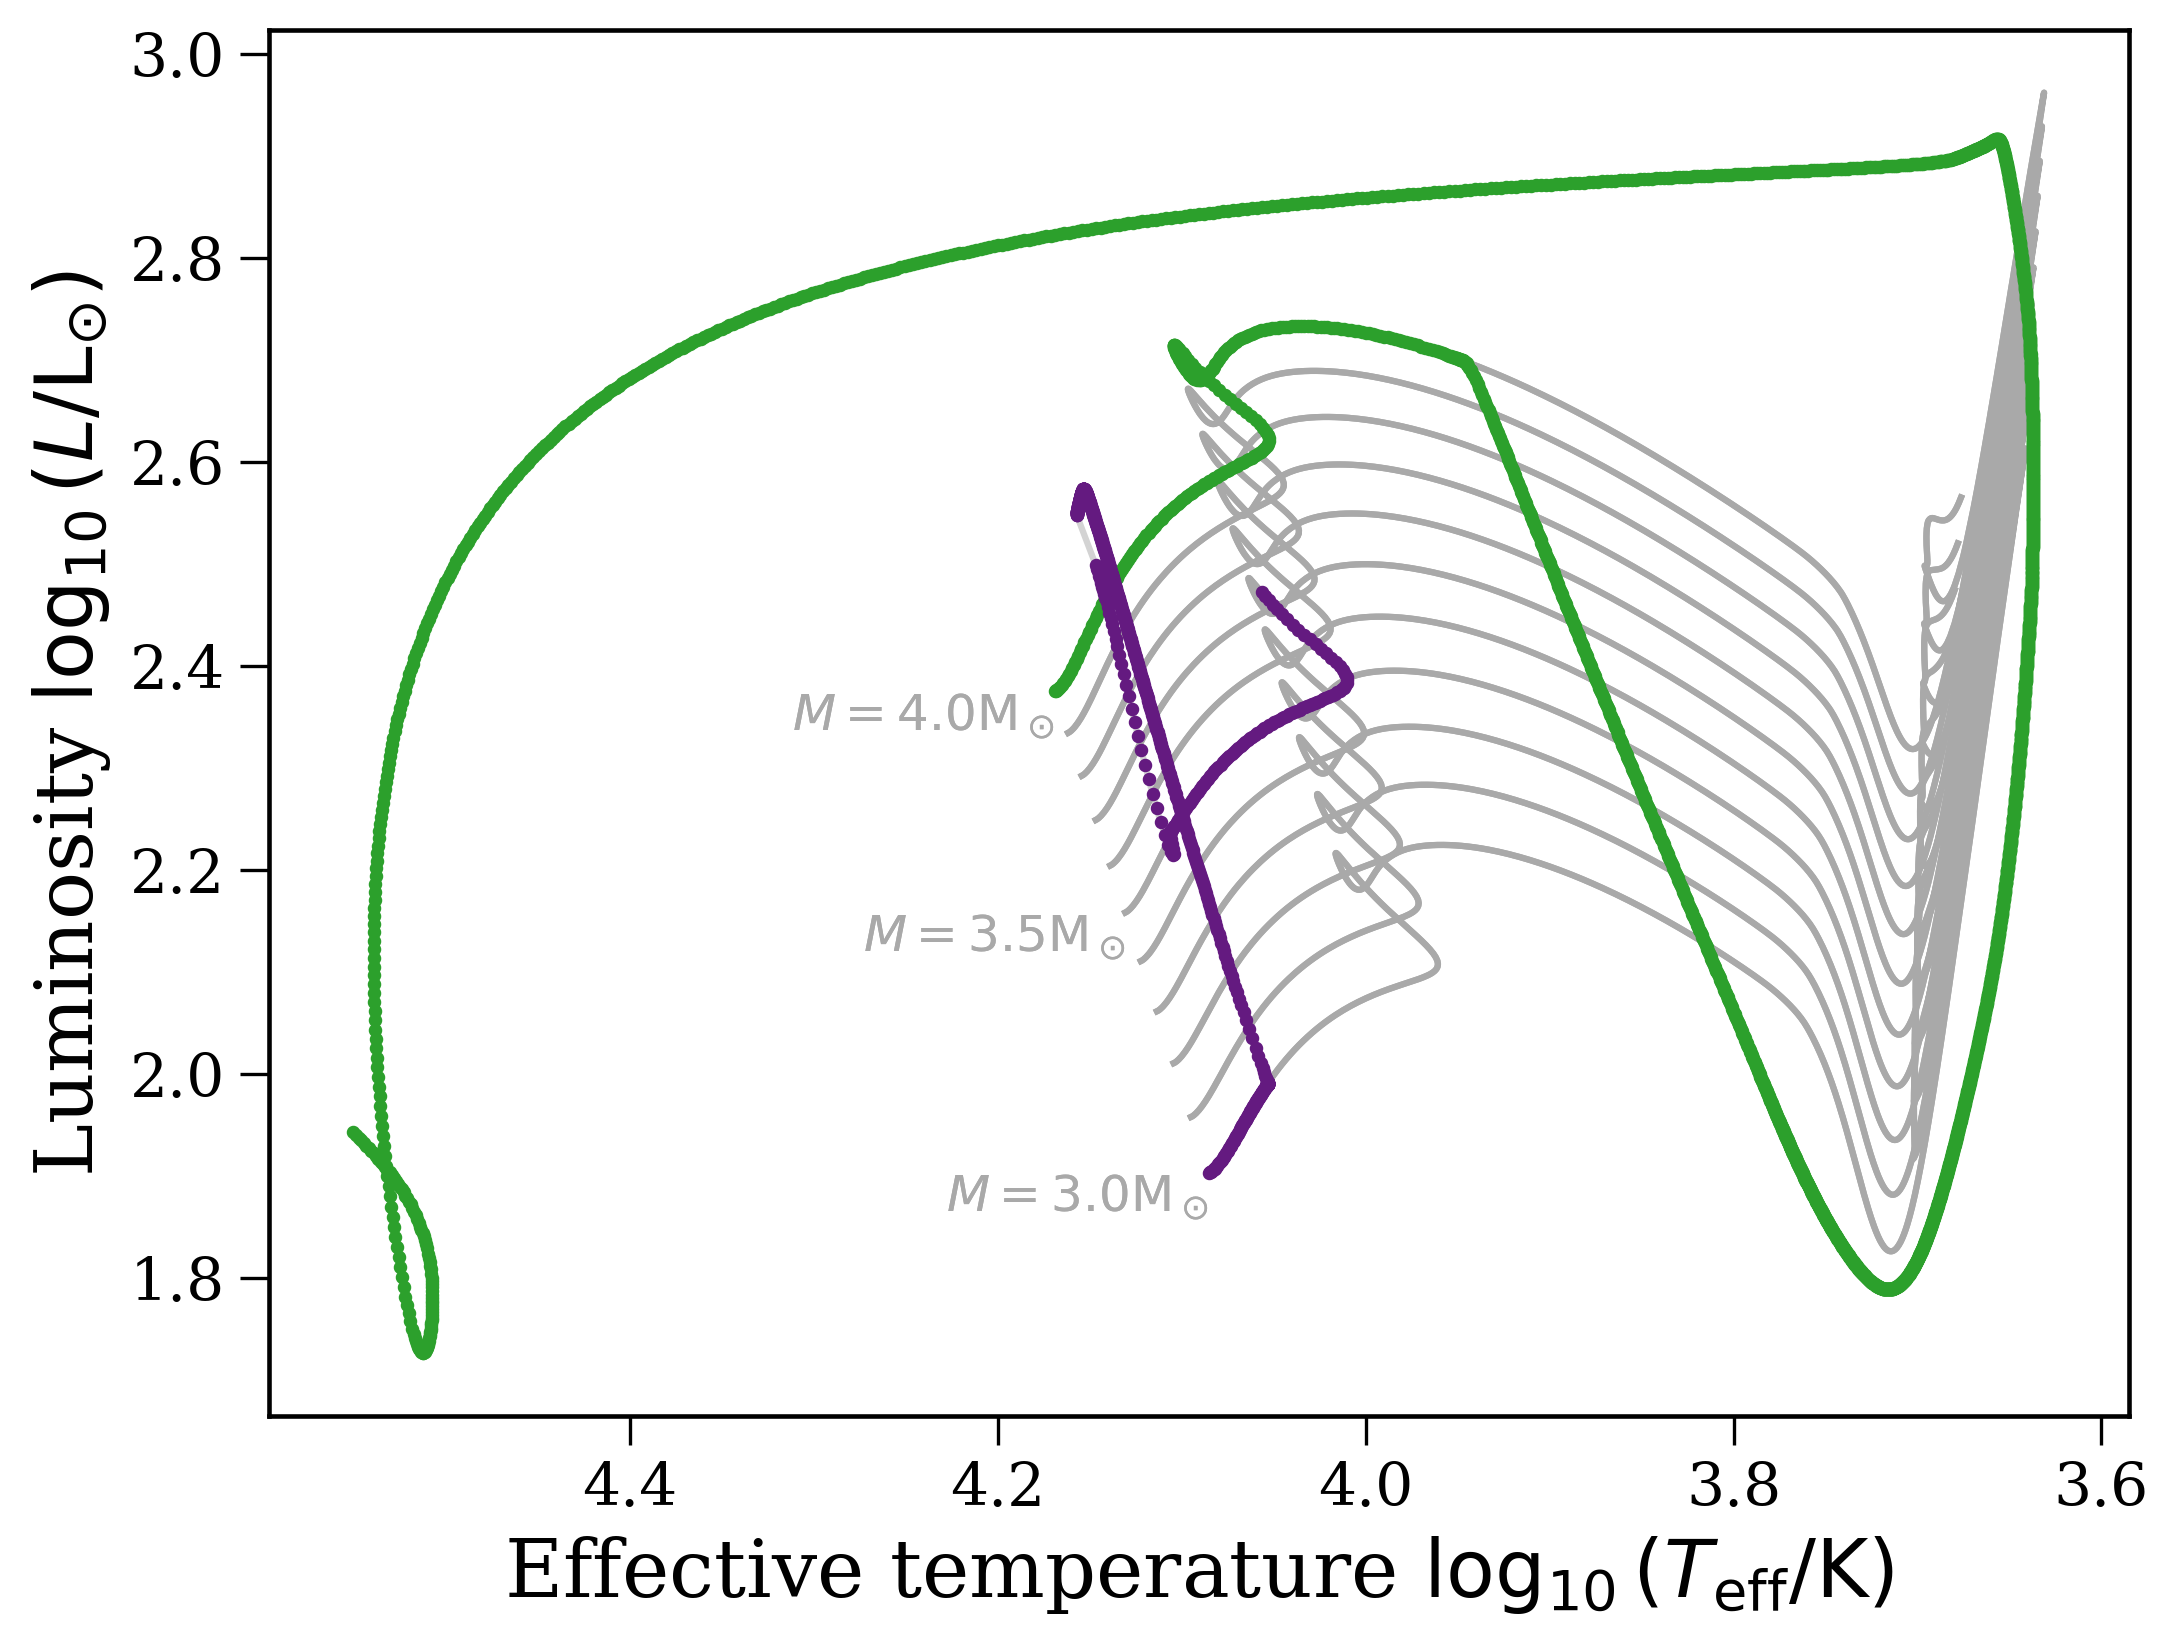 3.0
2.8
2.6
2.4
2.2
2.0
1.8
Luminosity log₁₀ (L/L⊙)
M = 4.0M⊙
M = 3.5M⊙
M = 3.0M⊙
4.4 4.2 4.0 3.8 3.6
Effective temperature log₁₀ (T_eff/K)